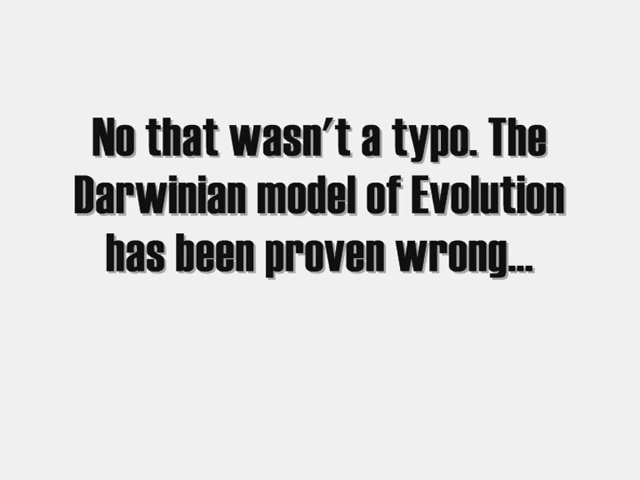 No that wasn't a typo. The
Darwinian model of Evolution
has been proven wrong...